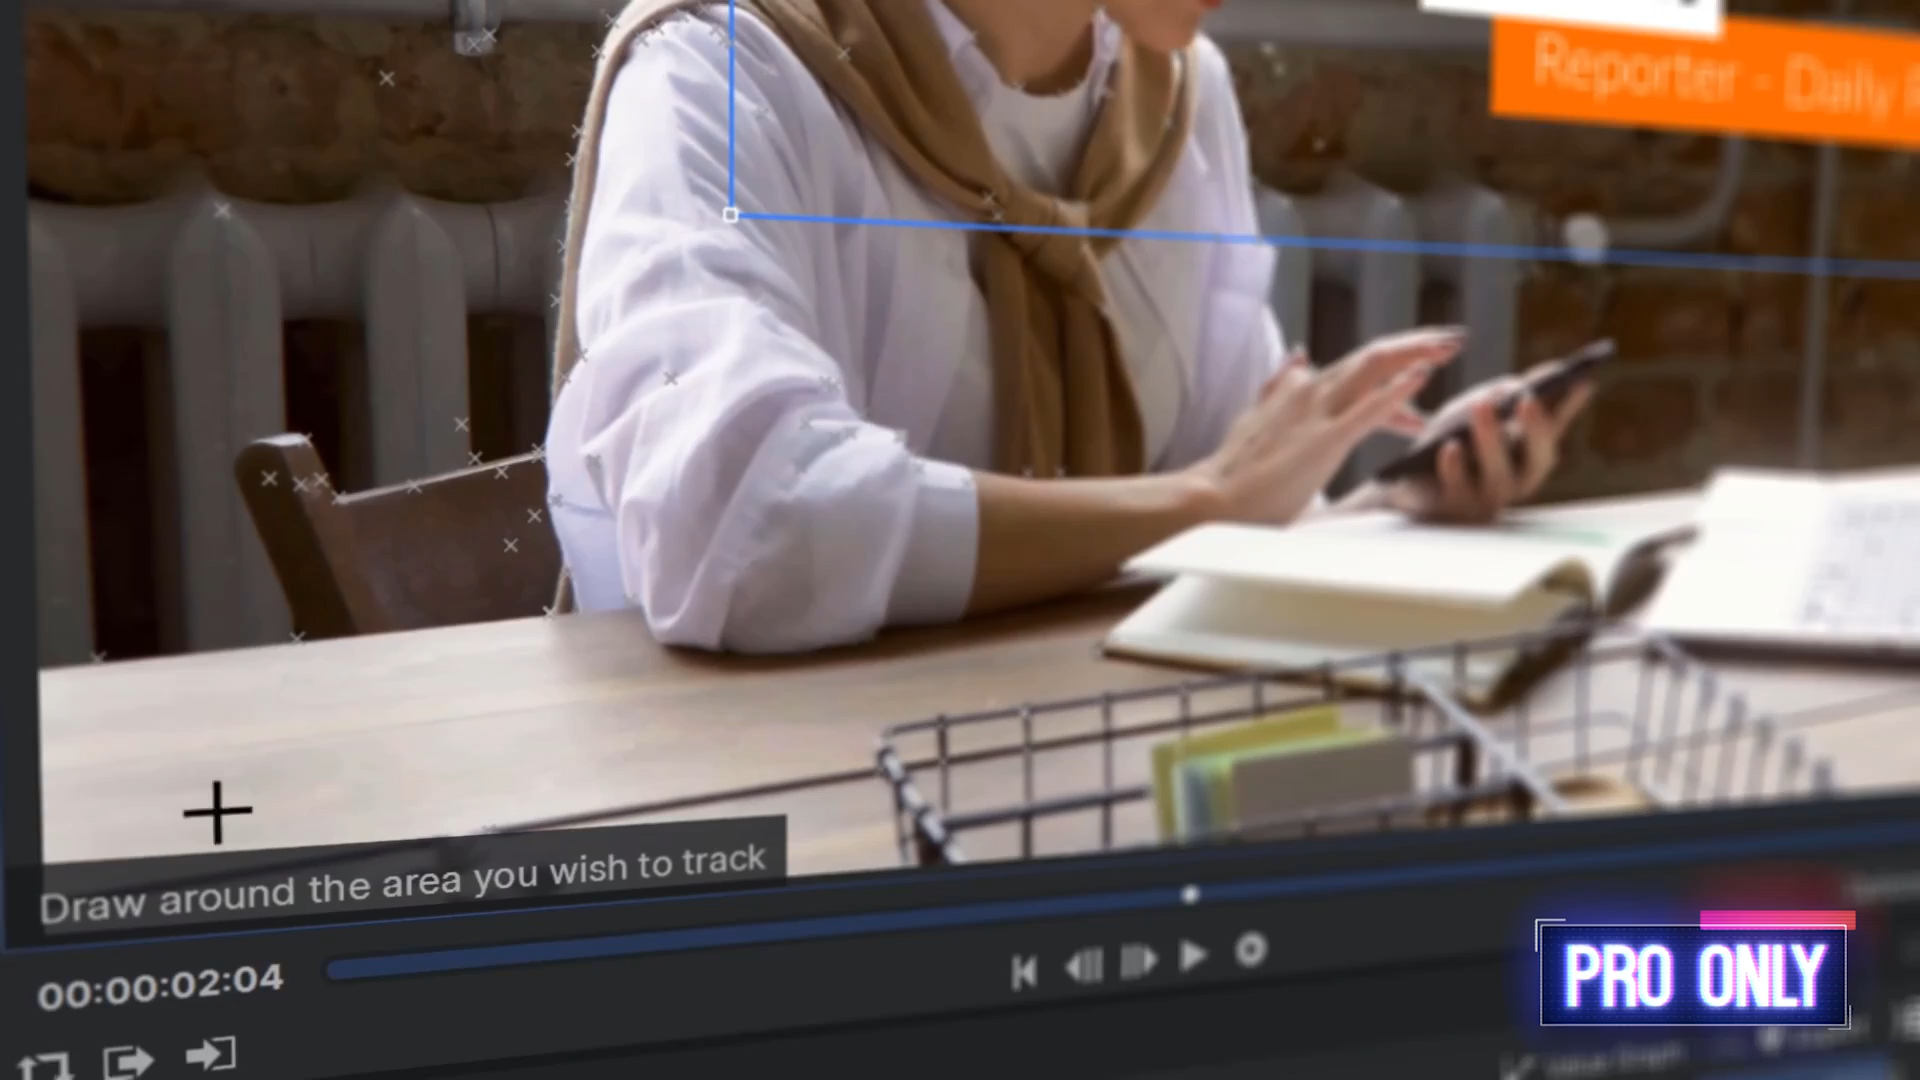 Reporter - Daily
Draw around the area you wish to track
00:00:02:04
PRO ONLY